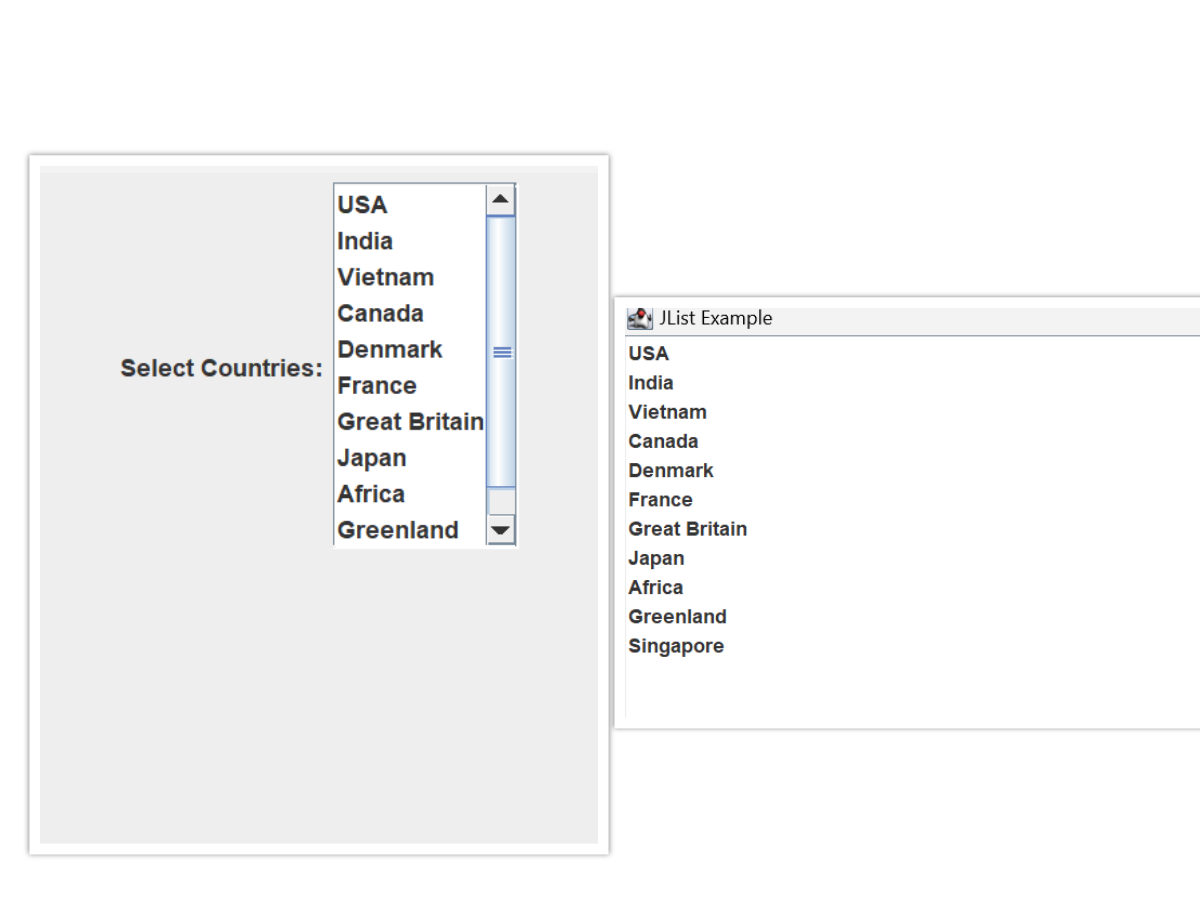 USA
India
Vietnam
Canada
Denmark
Select Countries:
France
Great Britain
Japan
Africa
Greenland
JList Example
USA
India
Vietnam
Canada
Denmark
France
Great Britain
Japan
Africa
Greenland
Singapore